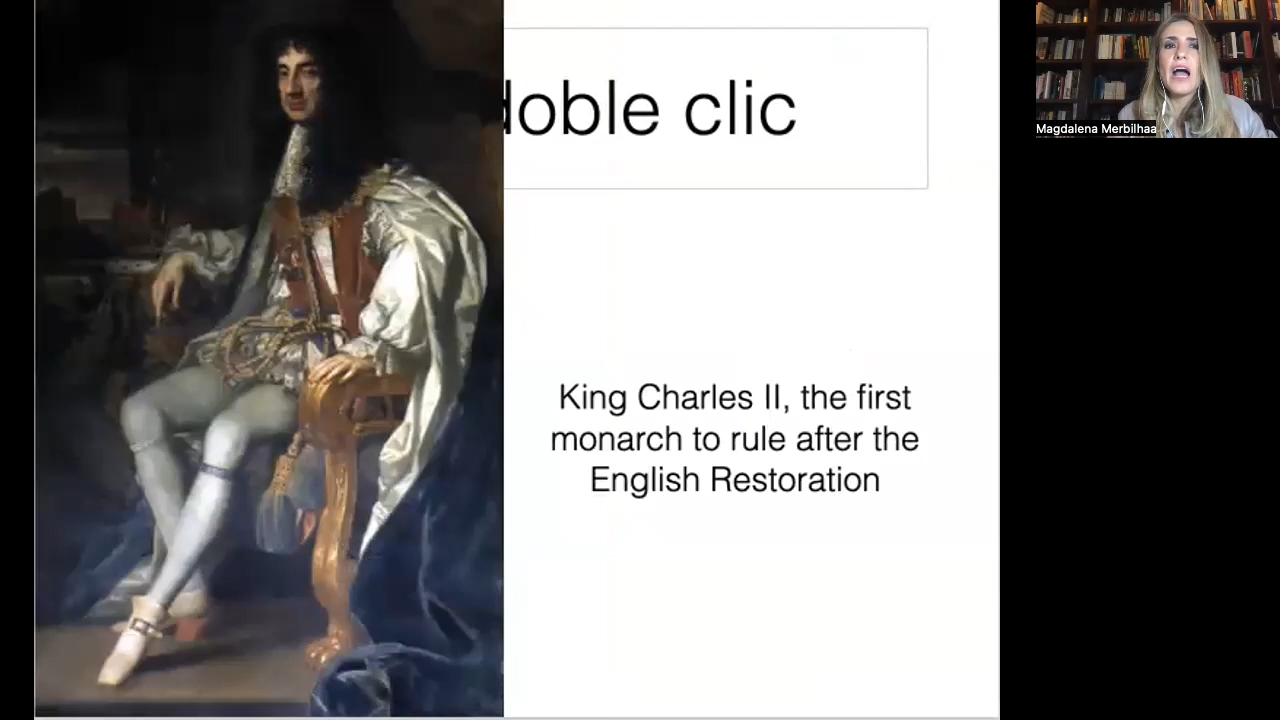 doble clic
Magdalena Merbilhaa
King Charles II, the first
monarch to rule after the
English Restoration